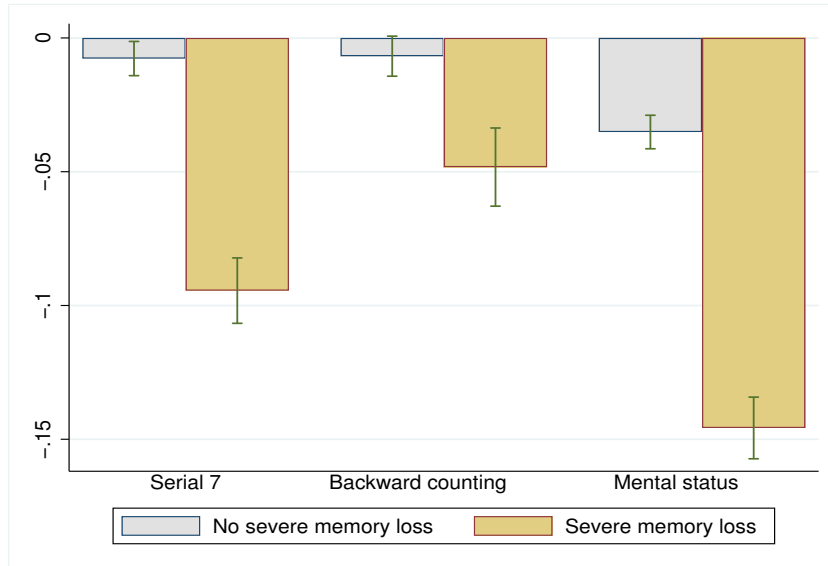 0
-.05
-.1
-.15
Serial 7 Backward counting Mental status
No severe memory loss Severe memory loss